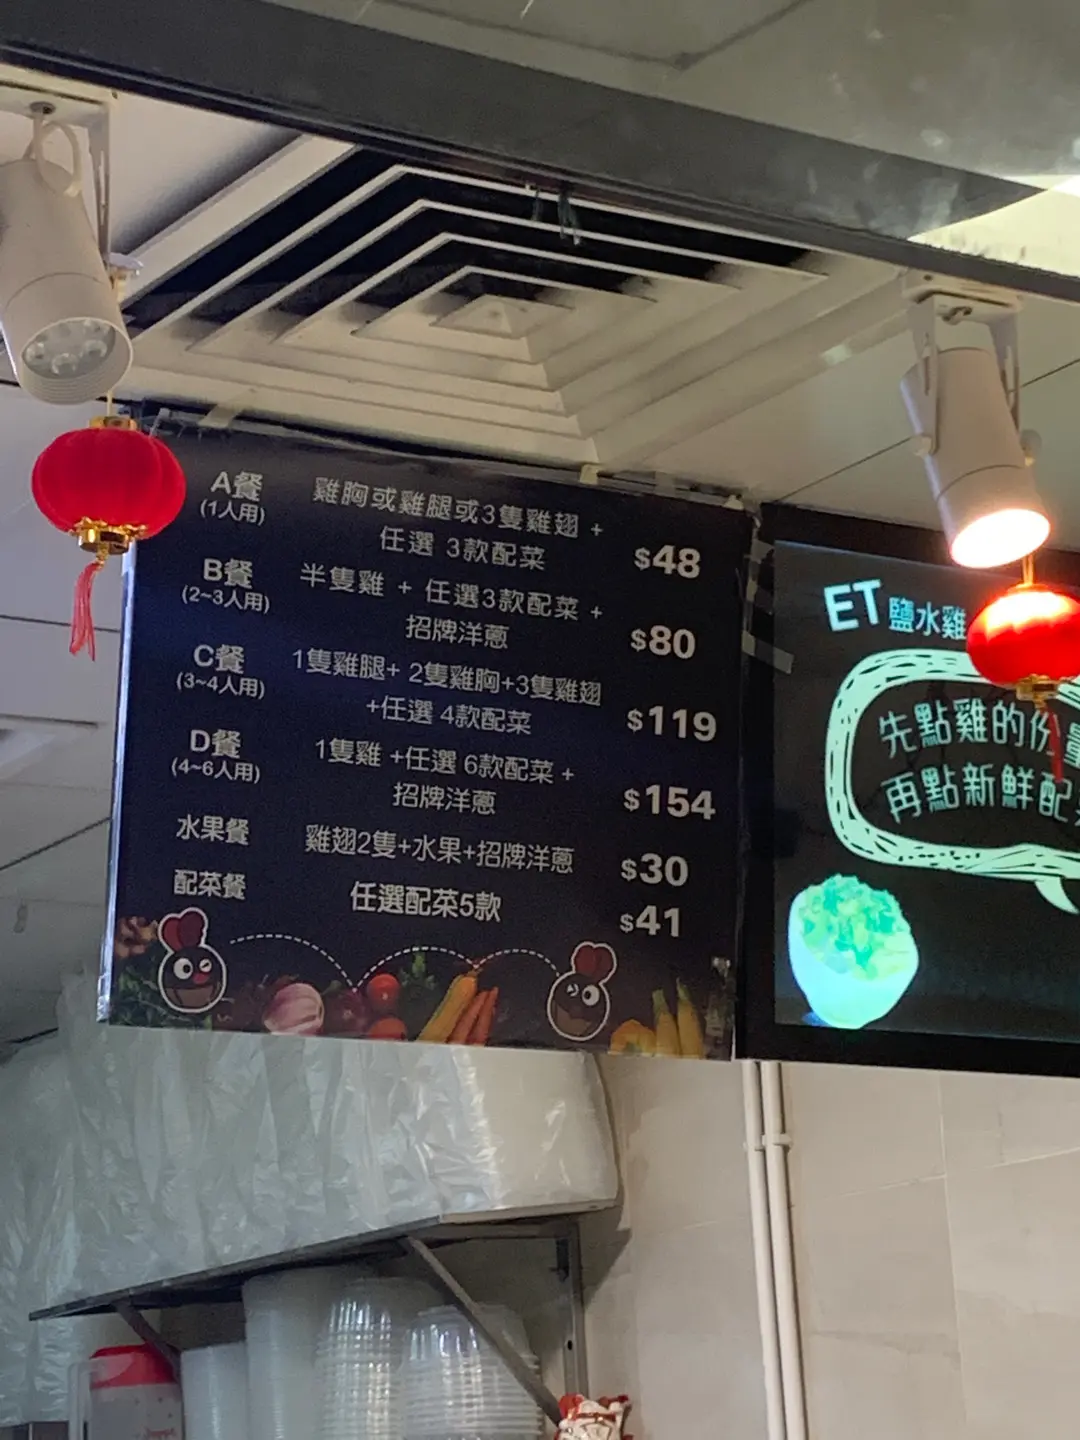 A餐
(1人用)
雞胸或雞腿或3隻雞翅 +
任選 3款配菜
$48
B餐
(2~3人用)
半隻雞 + 任選3款配菜 +
招牌洋蔥
$80
C餐
(3~4人用)
1隻雞腿+ 2隻雞胸+3隻雞翅
+任選 4款配菜
$119
D餐
(4~6人用)
1隻雞 +任選 6款配菜 +
招牌洋蔥
$154
水果餐
雞翅2隻+水果+招牌洋蔥
$30
配菜餐
任選配菜5款
$41
ET 鹽水雞
先點雞的份量
再點新鮮配